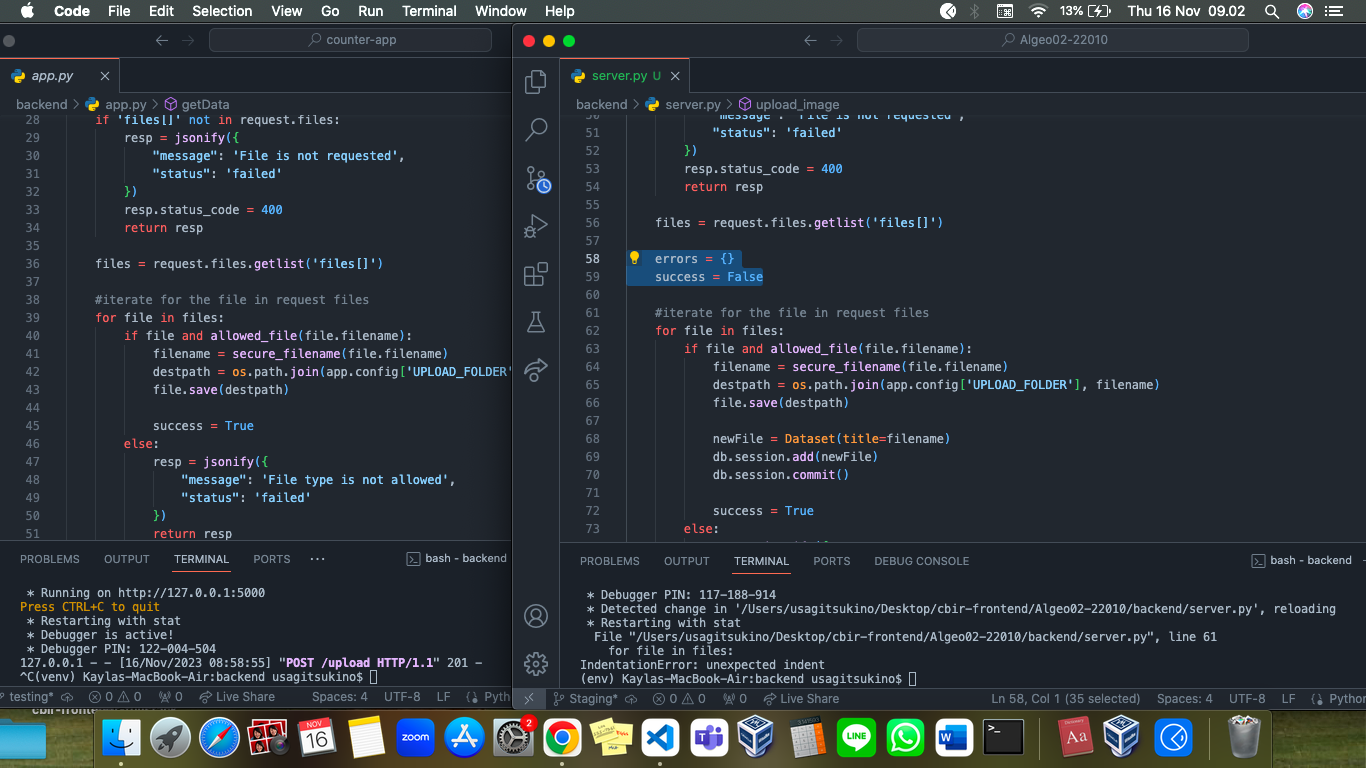 Code File Edit Selection View Go Run Terminal Window Help 13% Thu 16 Nov 09.02
counter-app
app.py
backend > app.py > getData
28 if 'files[]' not in request.files:
29 resp = jsonify({
30 "message": 'File is not requested',
31 "status": 'failed'
32 })
33 resp.status_code = 400
34 return resp
35
36 files = request.files.getlist('files[]')
37
38 #iterate for the file in request files
39 for file in files:
40 if file and allowed_file(file.filename):
41 filename = secure_filename(file.filename)
42 destpath = os.path.join(app.config['UPLOAD_FOLDER'
43 file.save(destpath)
44
45 success = True
46 else:
47 resp = jsonify({
48 "message": 'File type is not allowed',
49 "status": 'failed'
50 })
51 return resp
PROBLEMS OUTPUT TERMINAL PORTS ··· bash - backend
* Running on http://127.0.0.1:5000
Press CTRL+C to quit
* Restarting with stat
* Debugger is active!
* Debugger PIN: 122-004-504
127.0.0.1 - - [16/Nov/2023 08:58:55] "POST /upload HTTP/1.1" 201 -
^C(venv) Kaylas-MacBook-Air:backend usagitsukino$
testing* 0 0 0 Live Share Spaces: 4 UTF-8 LF Pyth
Algeo02-22010
server.py U
backend > server.py > upload_image
50 "message": 'File is not requested',
51 "status": 'failed'
52 })
53 resp.status_code = 400
54 return resp
55
56 files = request.files.getlist('files[]')
57
58 errors = {}
59 success = False
60
61 #iterate for the file in request files
62 for file in files:
63 if file and allowed_file(file.filename):
64 filename = secure_filename(file.filename)
65 destpath = os.path.join(app.config['UPLOAD_FOLDER'], filename)
66 file.save(destpath)
67
68 newFile = Dataset(title=filename)
69 db.session.add(newFile)
70 db.session.commit()
71
72 success = True
73 else:
PROBLEMS OUTPUT TERMINAL PORTS DEBUG CONSOLE bash - backend
* Debugger PIN: 117-188-914
* Detected change in '/Users/usagitsukino/Desktop/cbir-frontend/Algeo02-22010/backend/server.py', reloading
* Restarting with stat
File "/Users/usagitsukino/Desktop/cbir-frontend/Algeo02-22010/backend/server.py", line 61
for file in files:
IndentationError: unexpected indent
(env) Kaylas-MacBook-Air:backend usagitsukino$
Staging* 0 0 0 Live Share Ln 58, Col 1 (35 selected) Spaces: 4 UTF-8 LF Python
cbir-fron
NOV
16
zoom
2
LINE
W
>_
Aa